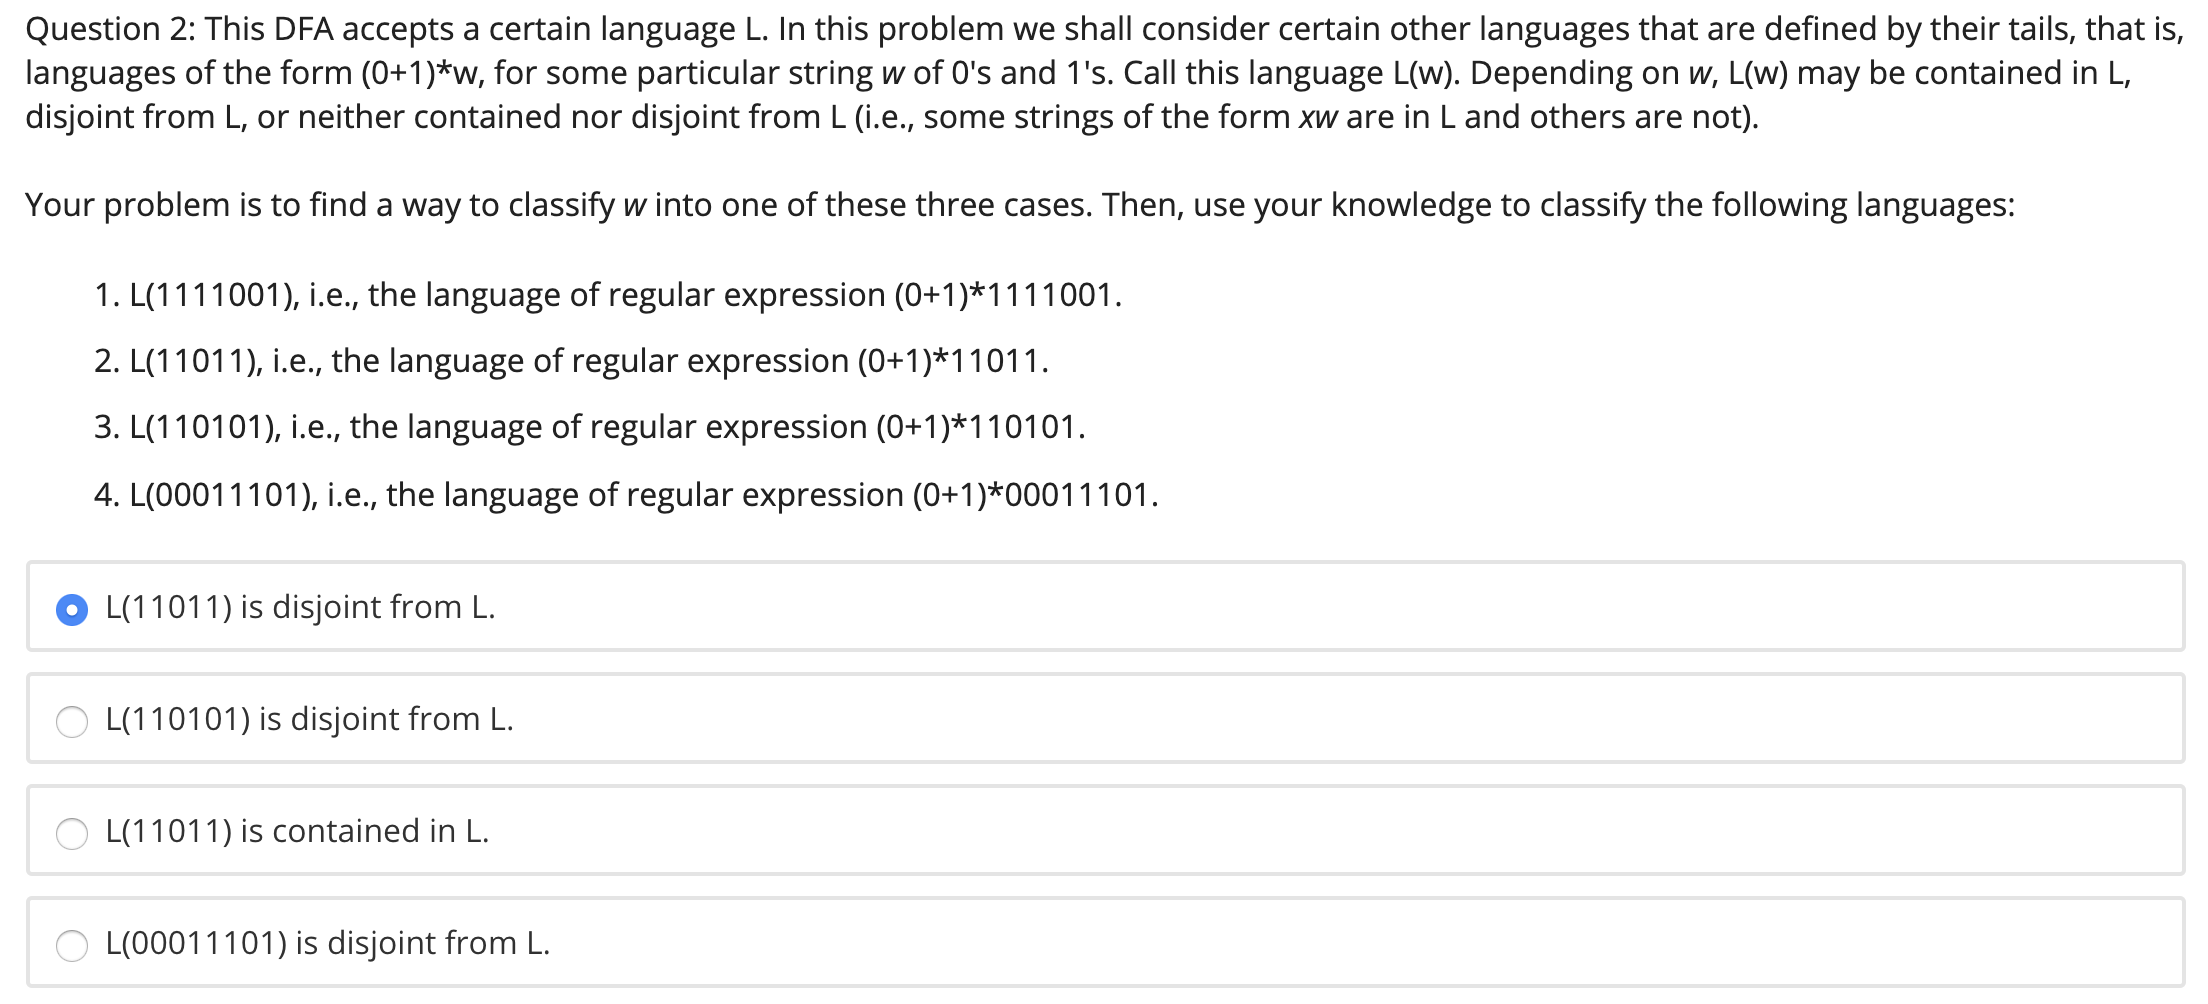 Question 2: This DFA accepts a certain language L. In this problem we shall consider certain other languages that are defined by their tails, that is,
languages of the form (0+1)*w, for some particular string w of 0's and 1's. Call this language L(w). Depending on w, L(w) may be contained in L,
disjoint from L, or neither contained nor disjoint from L (i.e., some strings of the form xw are in L and others are not).
Your problem is to find a way to classify w into one of these three cases. Then, use your knowledge to classify the following languages:
1. L(1111001), i.e., the language of regular expression (0+1)*1111001.
2. L(11011), i.e., the language of regular expression (0+1)*11011.
3. L(110101), i.e., the language of regular expression (0+1)*110101.
4. L(00011101), i.e., the language of regular expression (0+1)*00011101.
L(11011) is disjoint from L.
L(110101) is disjoint from L.
L(11011) is contained in L.
L(00011101) is disjoint from L.